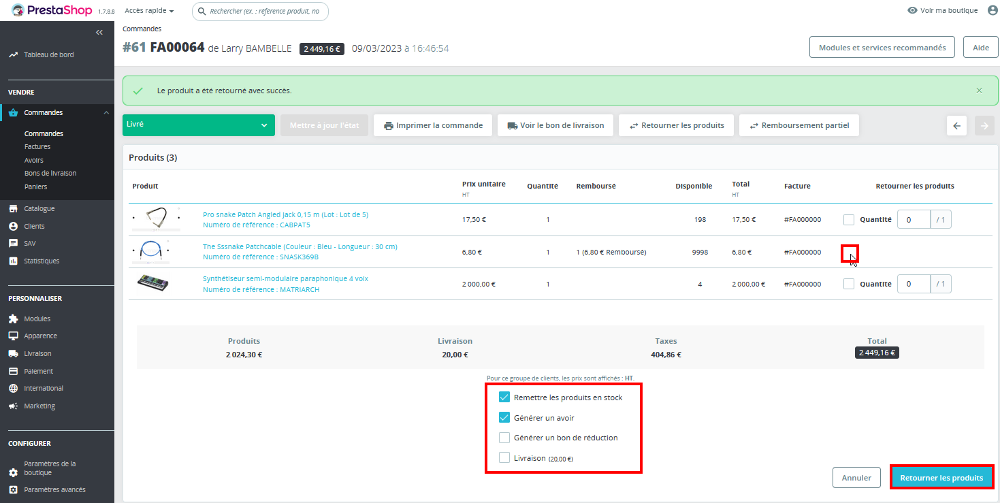 PrestaShop 1.7.8.8 Accès rapide Rechercher (ex. : référence produit, no Voir ma boutique
Commandes
#61 FA00064 de Larry BAMBELLE 2 449,16 € 09/03/2023 à 16:46:54 Modules et services recommandés Aide
Tableau de bord
VENDRE
Commandes
Commandes
Factures
Avoirs
Bons de livraison
Paniers
Catalogue
Clients
SAV
Statistiques
PERSONNALISER
Modules
Apparence
Livraison
Paiement
International
Marketing
CONFIGURER
Paramètres de la
boutique
Paramètres avancés
Le produit a été retourné avec succès.
Livré Mettre à jour l'état Imprimer la commande Voir le bon de livraison Retourner les produits Remboursement partiel
Produits (3)
Produit Prix unitaire Quantité Remboursé Disponible Total Facture Retourner les produits
HT HT
Pro snake Patch Angled Jack 0,15 m (Lot : Lot de 5)
Numéro de référence : CABPAT5
17,50 € 1 198 17,50 € #FA000000 Quantité 0 / 1
The Sssnake Patchcable (Couleur : Bleu - Longueur : 30 cm)
Numéro de référence : SNASK369B
6,80 € 1 1 (6,80 € Remboursé) 9998 6,80 € #FA000000
Synthétiseur semi-modulaire paraphonique 4 voix
Numéro de référence : MATRIARCH
2 000,00 € 1 4 2 000,00 € #FA000000 Quantité 0 / 1
Produits Livraison Taxes Total
2 024,30 € 20,00 € 404,86 € 2 449,16 €
Pour ce groupe de clients, les prix sont affichés : HT.
Remettre les produits en stock
Générer un avoir
Générer un bon de réduction
Livraison (20,00 €)
Annuler Retourner les produits